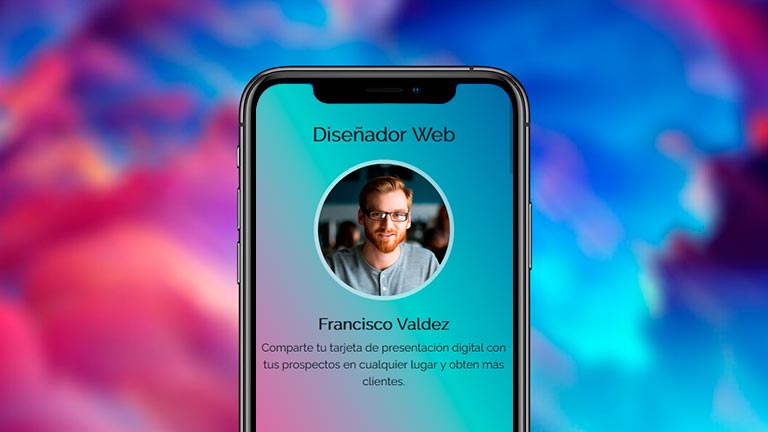 Diseñador Web
Francisco Valdez
Comparte tu tarjeta de presentación digital con
tus prospectos en cualquier lugar y obten más
clientes.